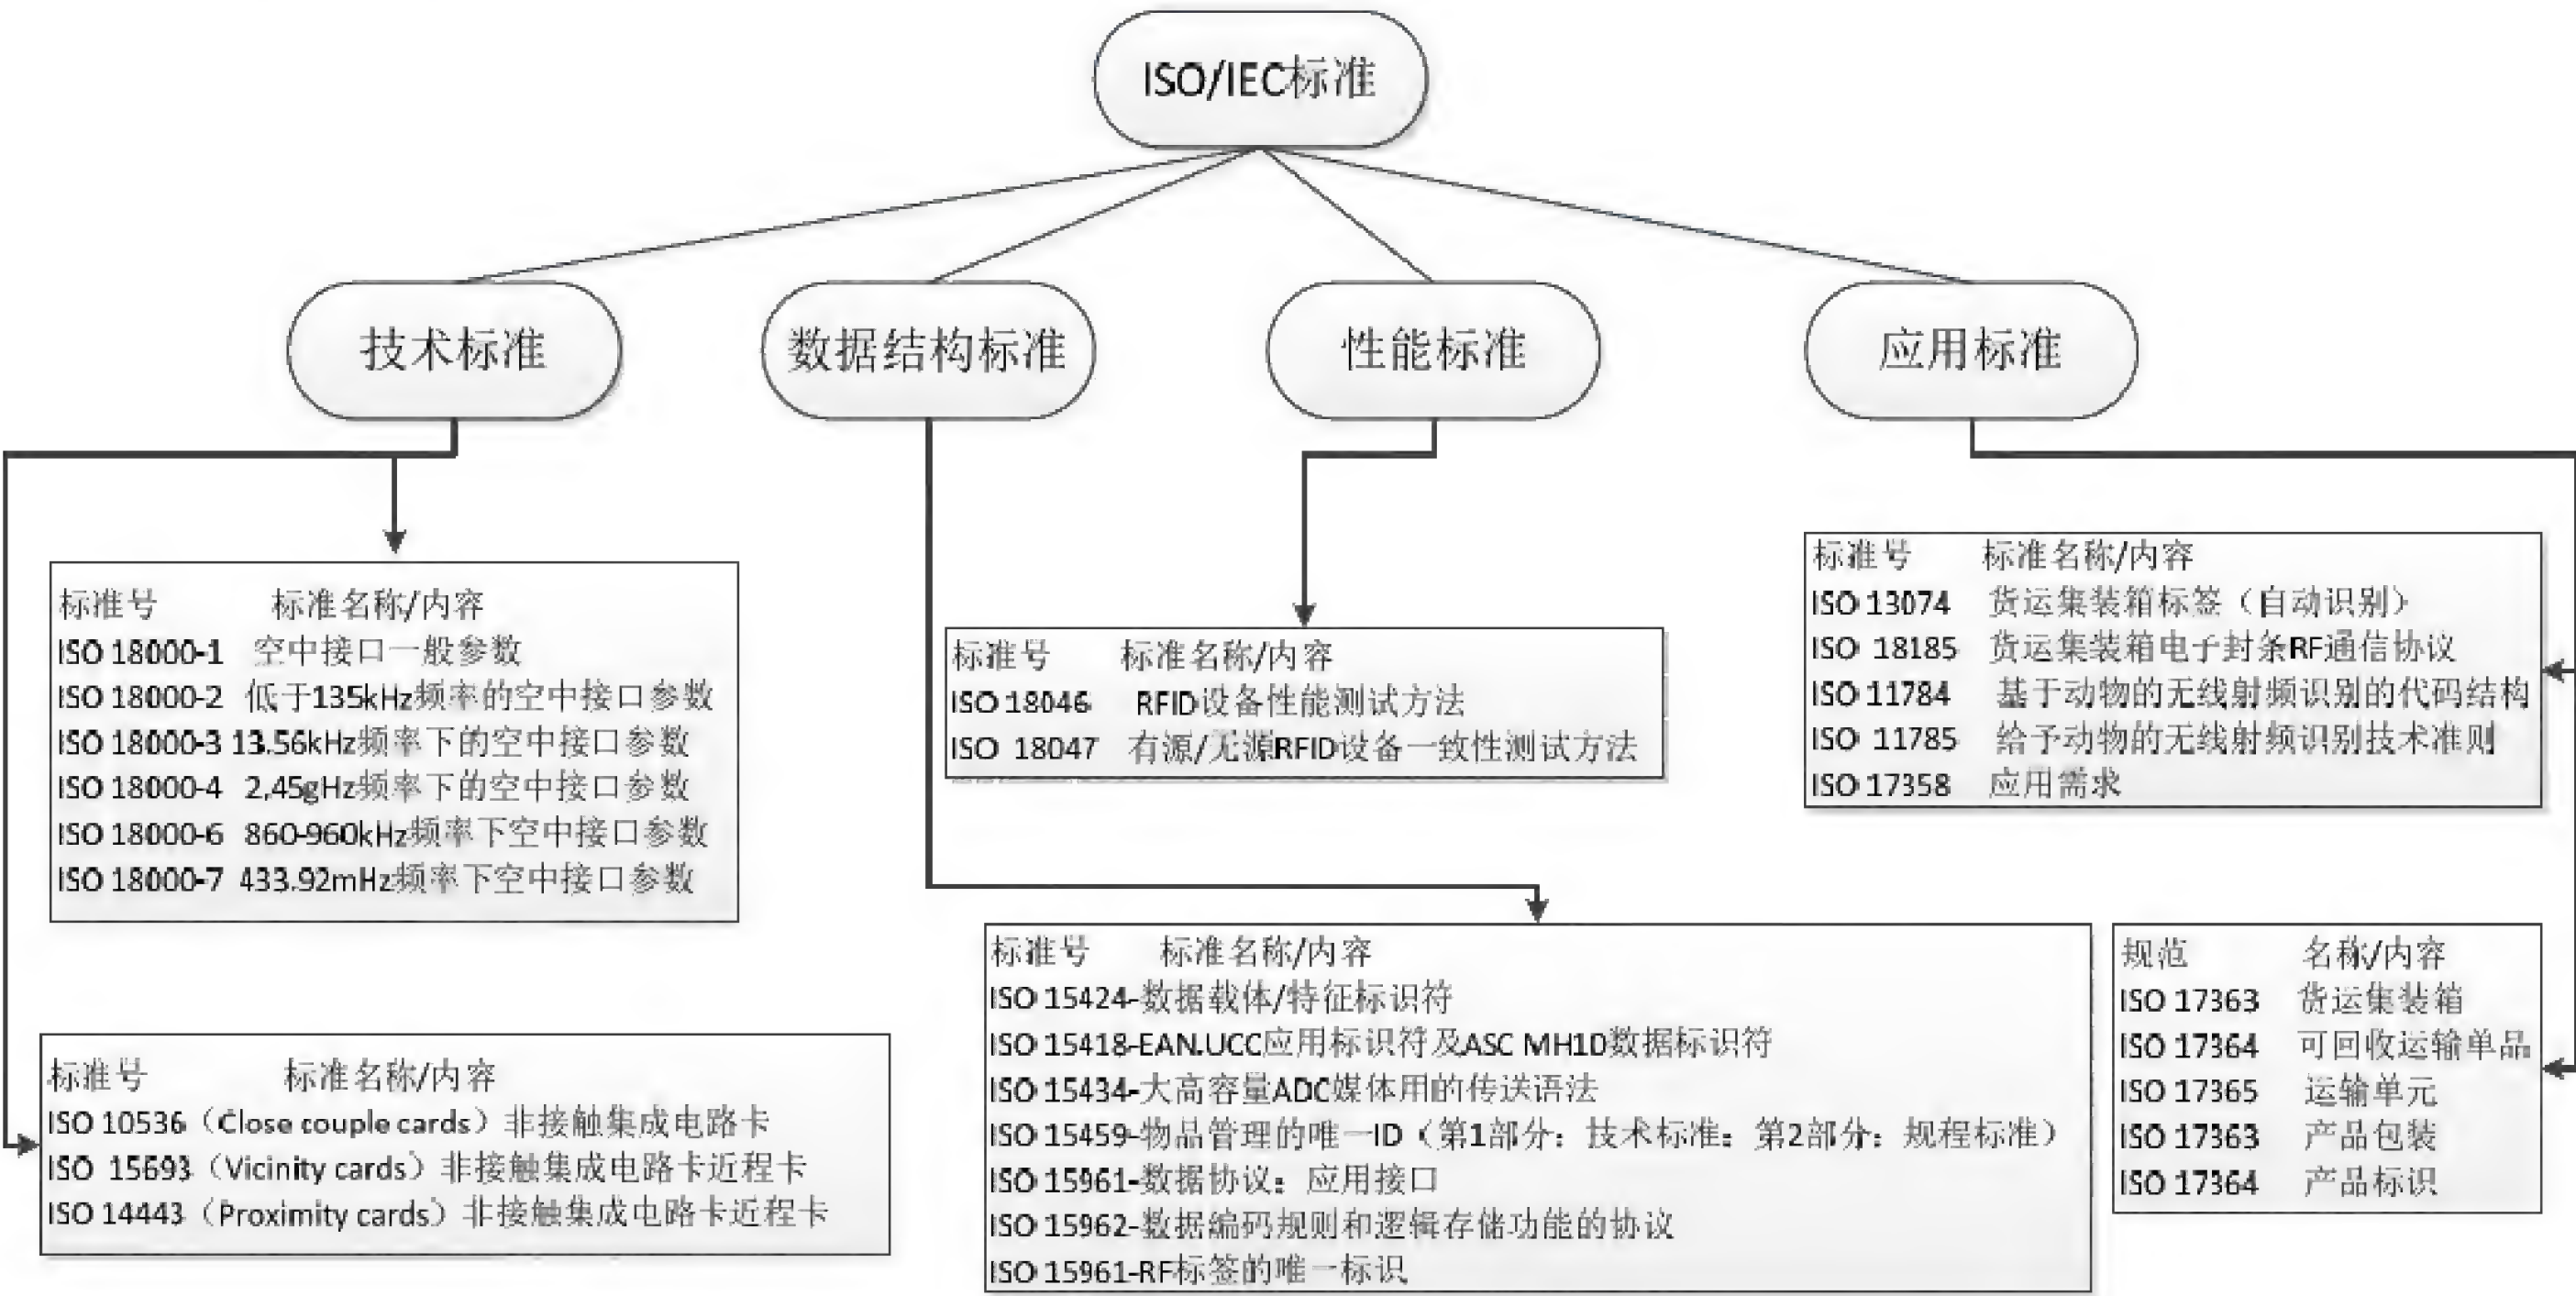 ISO/IEC标准
技术标准
数据结构标准
性能标准
应用标准
标准号 标准名称/内容
ISO 18000-1 空中接口一般参数
ISO 18000-2 低于135kHz频率的空中接口参数
ISO 18000-3 13.56kHz频率下的空中接口参数
ISO 18000-4 2,45gHz频率下的空中接口参数
ISO 18000-6 860-960kHz频率下空中接口参数
ISO 18000-7 433.92mHz频率下空中接口参数
标准号 标准名称/内容
ISO 10536（Close couple cards）非接触集成电路卡
ISO 15693（Vicinity cards）非接触集成电路卡近程卡
ISO 14443（Proximity cards）非接触集成电路卡近程卡
标准号 标准名称/内容
ISO 18046 RFID设备性能测试方法
ISO 18047 有源/无源RFID设备一致性测试方法
标准号 标准名称/内容
ISO 15424-数据载体/特征标识符
ISO 15418-EAN.UCC应用标识符及ASC MH10数据标识符
ISO 15434-大高容量ADC媒体用的传送语法
ISO 15459-物品管理的唯一ID（第1部分：技术标准：第2部分：规程标准）
ISO 15961-数据协议：应用接口
ISO 15962-数据编码规则和逻辑存储功能的协议
ISO 15961-RF标签的唯一标识
标准号 标准名称/内容
ISO 13074 货运集装箱标签（自动识别）
ISO 18185 货运集装箱电子封条RF通信协议
ISO 11784 基于动物的无线射频识别的代码结构
ISO 11785 给予动物的无线射频识别技术准则
ISO 17358 应用需求
规范 名称/内容
ISO 17363 货运集装箱
ISO 17364 可回收运输单品
ISO 17365 运输单元
ISO 17363 产品包装
ISO 17364 产品标识